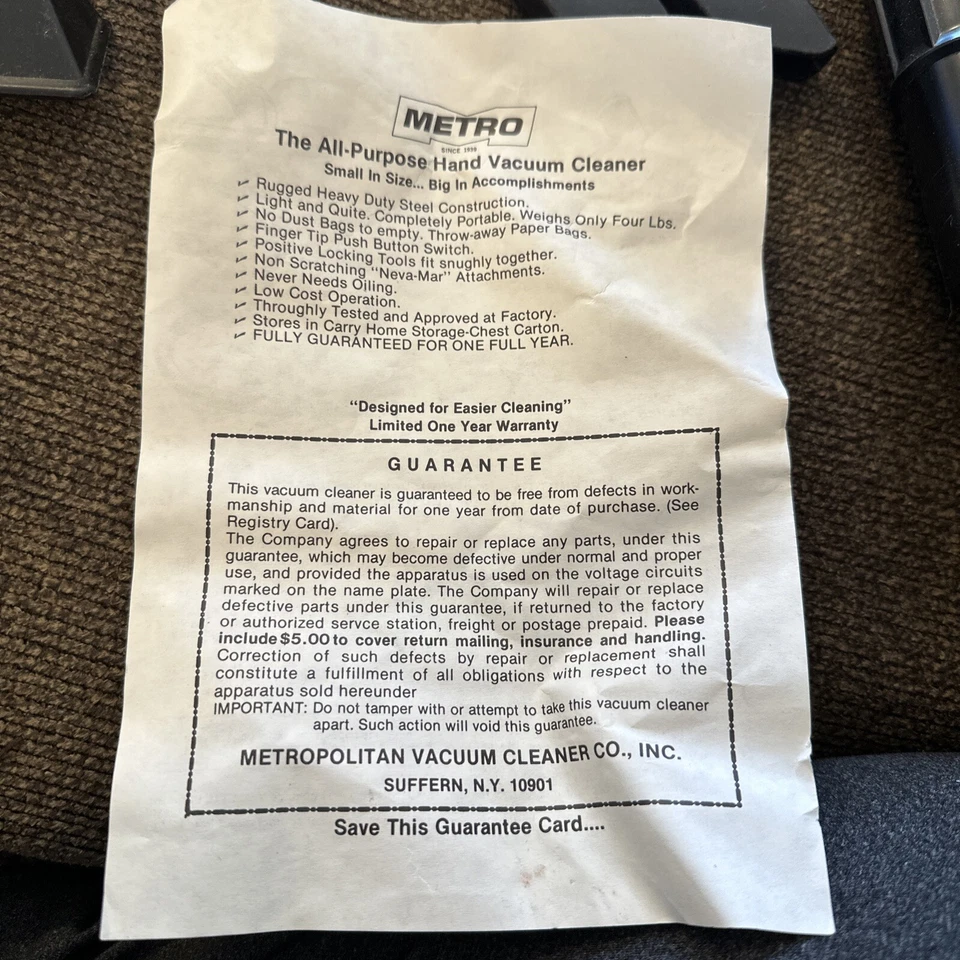 METRO
SINCE 1939
The All-Purpose Hand Vacuum Cleaner
Small In Size... Big In Accomplishments
Rugged Heavy Duty Steel Construction.
Light and Quite. Completely Portable. Weighs Only Four Lbs.
No Dust Bags to empty. Throw-away Paper Bags.
Finger Tip Push Button Switch.
Positive Locking Tools fit snughly together.
Non Scratching "Neva-Mar" Attachments.
Never Needs Oiling.
Low Cost Operation.
Throughly Tested and Approved at Factory.
Stores in Carry Home Storage-Chest Carton.
FULLY GUARANTEED FOR ONE FULL YEAR.
"Designed for Easier Cleaning"
Limited One Year Warranty
GUARANTEE
This vacuum cleaner is guaranteed to be free from defects in work-
manship and material for one year from date of purchase. (See
Registry Card).
The Company agrees to repair or replace any parts, under this
guarantee, which may become defective under normal and proper
use, and provided the apparatus is used on the voltage circuits
marked on the name plate. The Company will repair or replace
defective parts under this guarantee, if returned to the factory
or authorized servce station, freight or postage prepaid. Please
include $5.00 to cover return mailing, insurance and handling.
Correction of such defects by repair or replacement shall
constitute a fulfillment of all obligations with respect to the
apparatus sold hereunder
IMPORTANT: Do not tamper with or attempt to take this vacuum cleaner
apart. Such action will void this guarantee.
METROPOLITAN VACUUM CLEANER CO., INC.
SUFFERN, N.Y. 10901
Save This Guarantee Card....